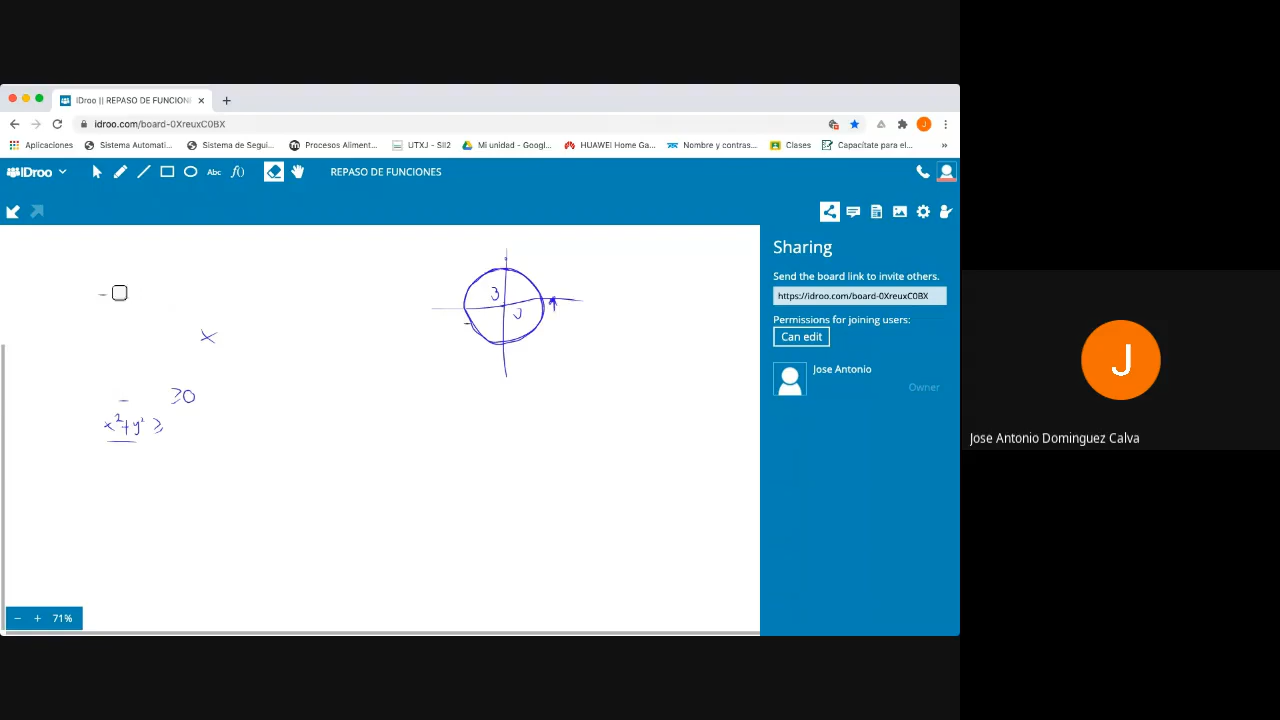 iDroo || REPASO DE FUNCION
idroo.com/board-0XreuxC0BX
J
Aplicaciones
Sistema Automati...
Sistema de Segui...
Procesos Aliment...
UTXJ - SII2
Mi unidad - Googl...
HUAWEI Home Ga...
Nombre y contras...
Clases
Capacítate para el...
»
iDroo
Abc
f()
REPASO DE FUNCIONES
Sharing
Send the board link to invite others.
https://idroo.com/board-0XreuxC0BX
Permissions for joining users:
Can edit
Jose Antonio
Owner
-
3
x
- ≥0
x²+y² ≥
71%
J
Jose Antonio Dominguez Calva